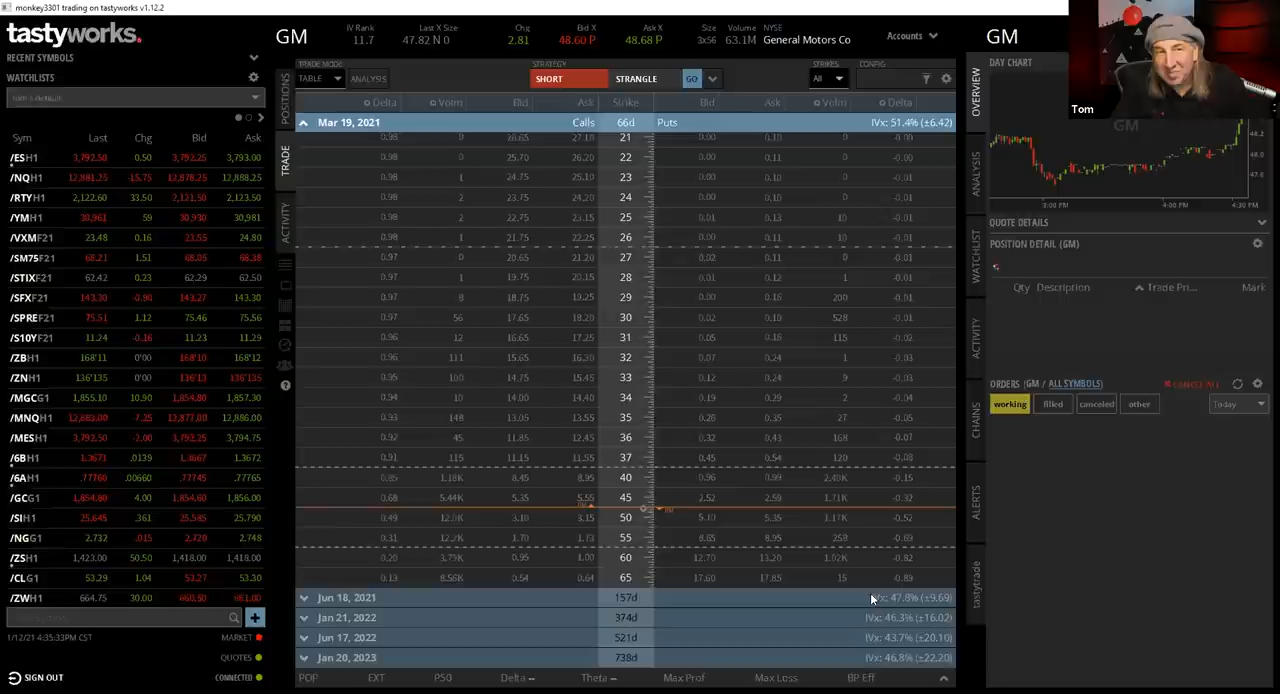 monkey3301 trading on tastyworks v1.12.2
tastyworks.
GM
IV Rank
11.7
Last X Size
47.82 N 0
Chg
2.81
Bid X
48.60 P
Ask X
48.68 P
Size
3x56
Volume
63.1M
NYSE
General Motors Co
Accounts
GM
Tom
RECENT SYMBOLS
WATCHLISTS
Sym Last Chg Bid Ask
/ESH1 3,792.50 0.50 3,792.25 3,793.00
/NQH1 12,881.25 -15.75 12,878.25 12,888.25
/RTYH1 2,122.60 33.50 2,121.50 2,123.50
/YMH1 30,961 59 30,930 30,981
/VXMF21 23.48 0.16 23.55 24.80
/SM75F21 68.21 1.51 68.05 68.38
/STIXF21 62.42 0.23 62.29 62.50
/SFXF21 143.30 -0.90 143.20 143.30
/SPREF21 75.51 1.12 75.46 75.56
/S10YF21 11.24 -0.16 11.23 11.29
/ZBH1 168'11 0'00 168'10 168'12
/ZNH1 136'135 0'00 136'13 136'135
/MGCG1 1,855.10 10.90 1,854.80 1,857.30
/MNQH1 12,883.00 -7.25 12,877.00 12,886.00
/MESH1 3,792.50 -2.00 3,792.25 3,794.75
/6BH1 1.3671 .0139 1.3667 1.3672
/6AH1 .77760 .00660 .77745 .77765
/GCG1 1,854.80 4.00 1,854.60 1,856.00
/SIH1 25.645 .361 25.585 25.790
/NGG1 2.732 .015 2.720 2.748
/ZSH1 1,423.00 50.50 1,418.00 1,418.00
/CLG1 53.29 1.04 53.27 53.30
/ZWH1 664.75 30.00 660.50 661.00
1/12/21 4:35:33PM CST
MARKET
QUOTES
CONNECTED
SIGN OUT
POSITIONS
TRADE
ACTIVITY
TRADE MODE
TABLE
ANALYSIS
STRATEGY
SHORT
STRANGLE
GO
STRIKES
All
CONFIG
Delta Volm Bid Ask Strike Bid Ask Volm Delta
Mar 19, 2021 Calls 66d Puts IVx: 51.4% (±6.42)
0.98 0 26.65 27.10 21 0.00 0.10 0 -0.00
0.98 0 25.70 26.20 22 0.00 0.11 0 -0.00
0.98 1 24.75 25.10 23 0.00 0.10 0 -0.01
0.98 2 23.75 24.20 24 0.00 0.10 0 -0.01
0.98 2 22.75 23.15 25 0.01 0.13 10 -0.01
0.98 1 21.75 22.25 26 0.00 0.11 10 -0.01
0.97 0 20.65 21.20 27 0.02 0.11 0 -0.01
0.97 1 19.75 20.15 28 0.01 0.12 1 -0.01
0.97 8 18.75 19.25 29 0.00 0.16 200 -0.01
0.97 56 17.65 18.20 30 0.02 0.10 528 -0.01
0.96 12 16.65 17.25 31 0.05 0.16 115 -0.02
0.96 111 15.65 16.30 32 0.07 0.24 1 -0.03
0.95 100 14.75 15.45 33 0.12 0.24 9 -0.03
0.94 10 14.00 14.40 34 0.19 0.29 2 -0.04
0.93 148 13.05 13.55 35 0.26 0.35 27 -0.05
0.92 45 11.85 12.45 36 0.32 0.43 168 -0.07
0.91 115 11.15 11.55 37 0.45 0.54 120 -0.08
0.85 1.18K 8.45 8.95 40 0.96 0.99 2.40K -0.15
0.68 5.44K 5.35 5.55 45 2.52 2.59 1.71K -0.32
0.49 3.10 3.15 50 5.10 5.35 1.17K -0.52
0.31 1.70 1.73 55 8.65 8.95 258 -0.69
0.20 3.75K 0.95 1.00 60 12.70 13.20 1.02K -0.82
0.13 8.56K 0.54 0.64 65 17.60 17.85 15 -0.89
Jun 18, 2021 157d IVx: 47.8% (±9.69)
Jan 21, 2022 374d IVx: 46.3% (±16.02)
Jun 17, 2022 521d IVx: 43.7% (±20.10)
Jan 20, 2023 738d IVx: 46.8% (±22.20)
POP EXT P50 Delta -- Theta -- Max Prof Max Loss BP Eff
OVERVIEW
ANALYSIS
WATCHLIST
ACTIVITY
CHAINS
ALERTS
tastytrade
DAY CHART
GM
48.2
47.6
3:00 PM 4:00 PM 4:30 PM
QUOTE DETAILS
POSITION DETAIL (GM)
Qty Description Trade Pri... Mark
ORDERS (GM / ALL SYMBOLS) CANCEL ALL
working filled canceled other Today